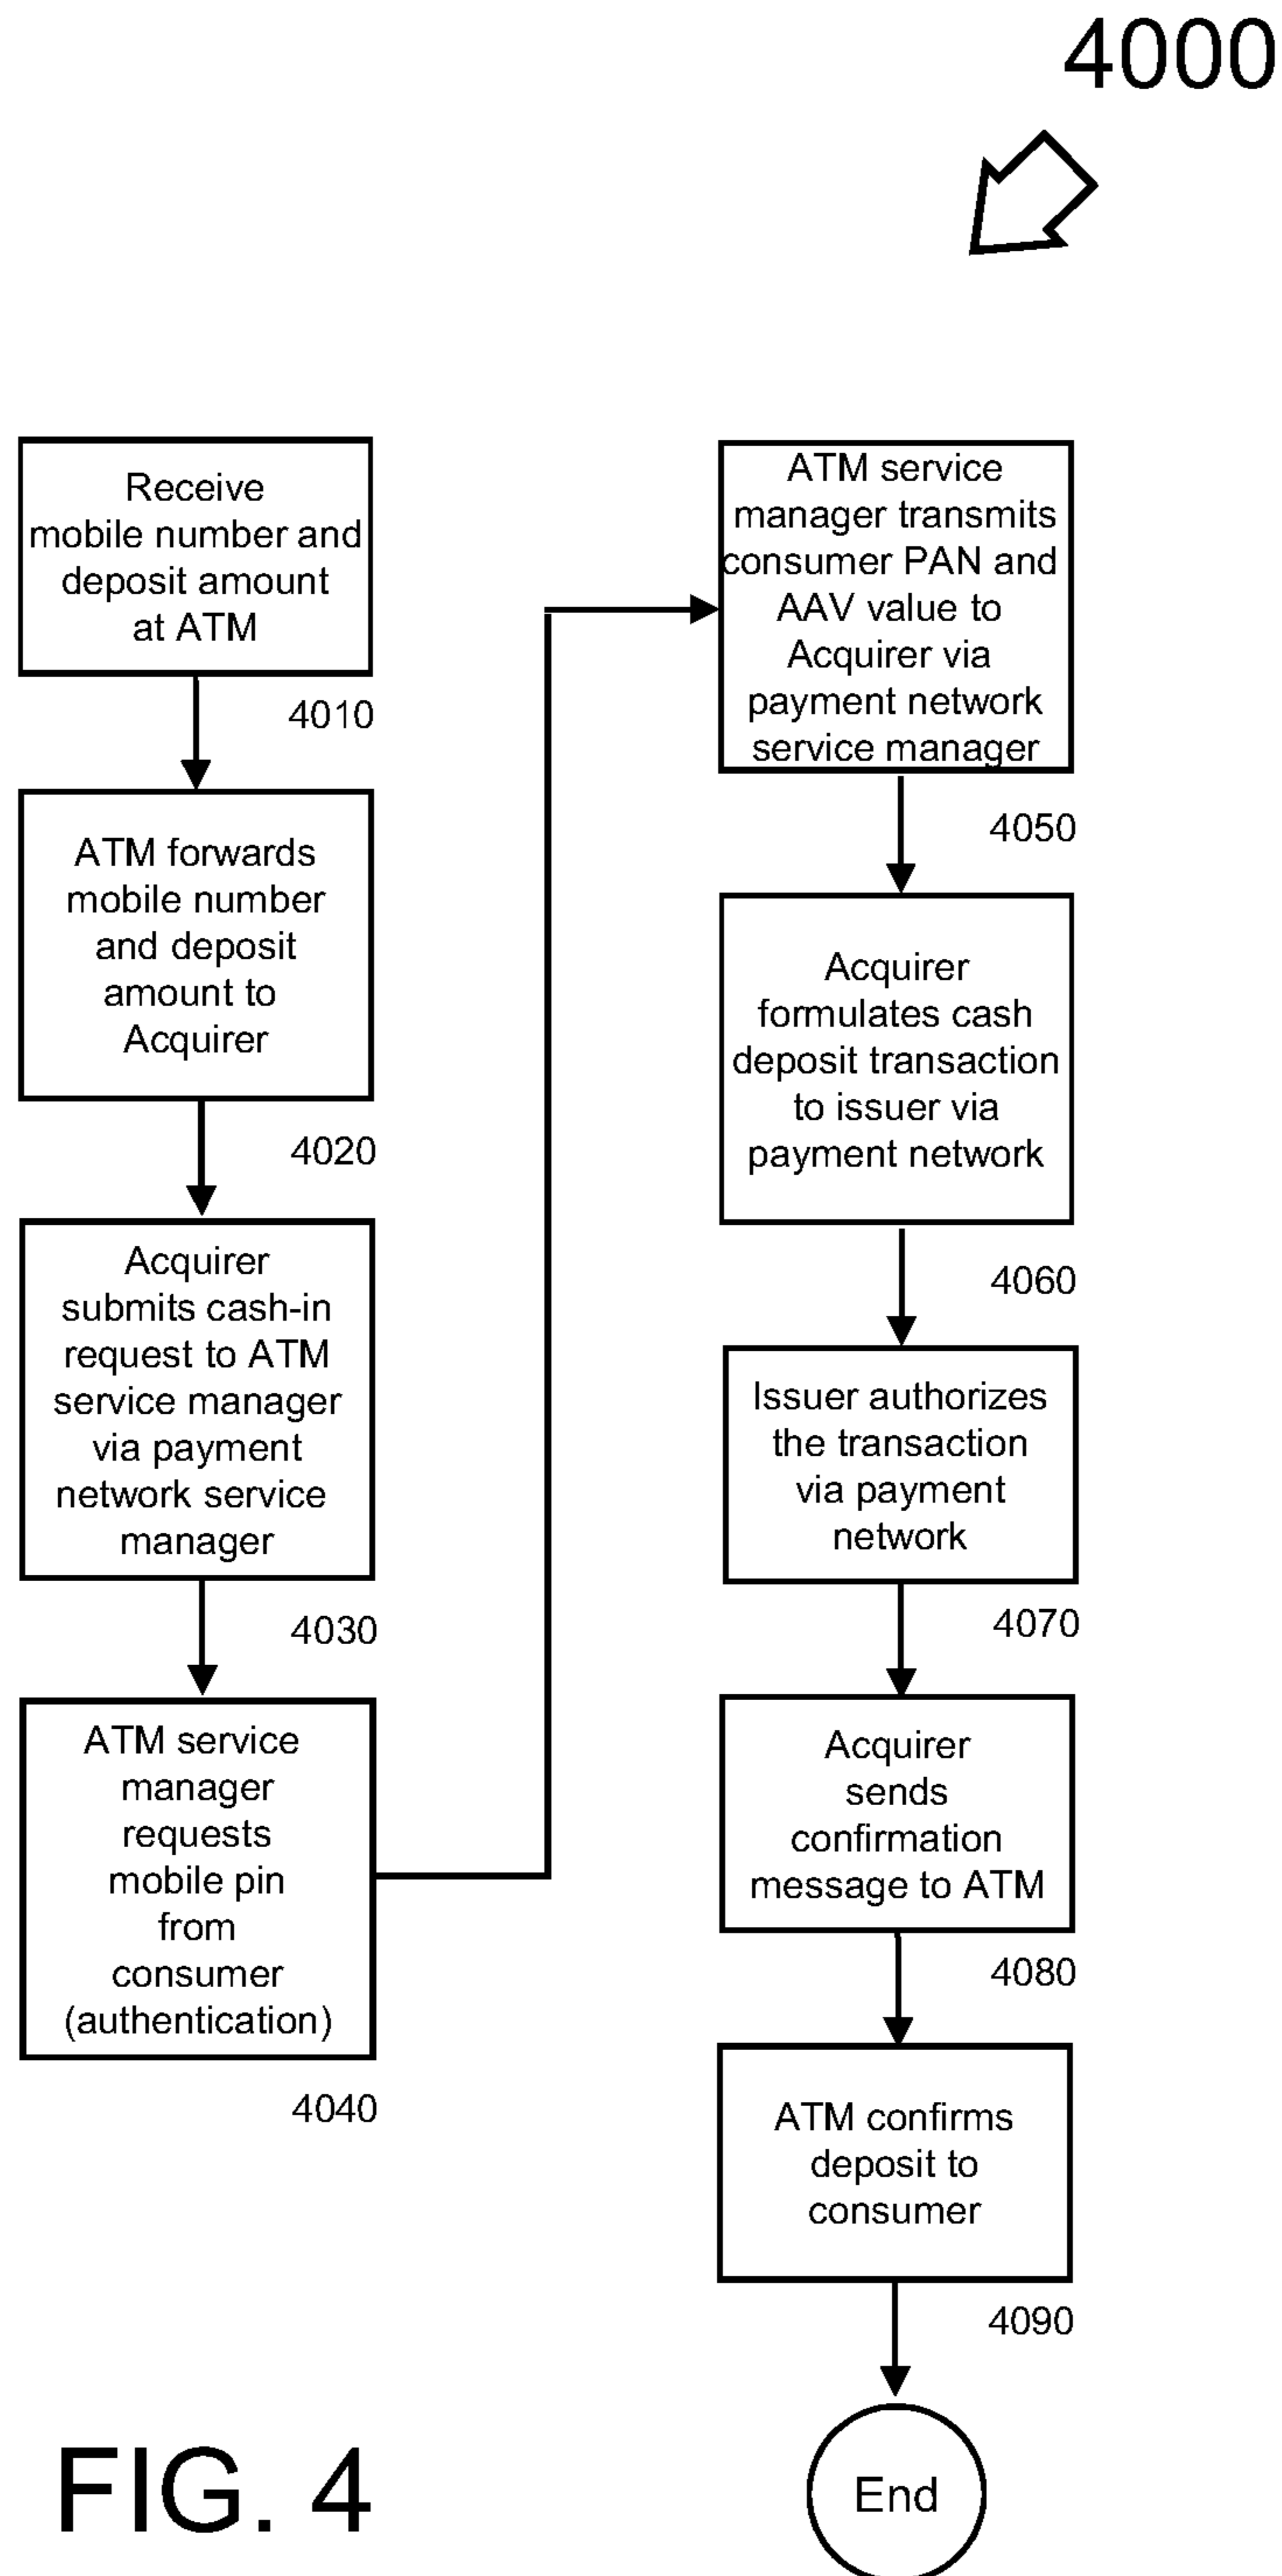 4000
Receive
mobile number and
deposit amount
at ATM
4010
ATM forwards
mobile number
and deposit
amount to
Acquirer
4020
Acquirer
submits cash-in
request to ATM
service manager
via payment
network service
manager
4030
ATM service
manager
requests
mobile pin
from
consumer
(authentication)
4040
ATM service
manager transmits
consumer PAN and
AAV value to
Acquirer via
payment network
service manager
4050
Acquirer
formulates cash
deposit transaction
to issuer via
payment network
4060
Issuer authorizes
the transaction
via payment
network
4070
Acquirer
sends
confirmation
message to ATM
4080
ATM confirms
deposit to
consumer
4090
End
FIG. 4